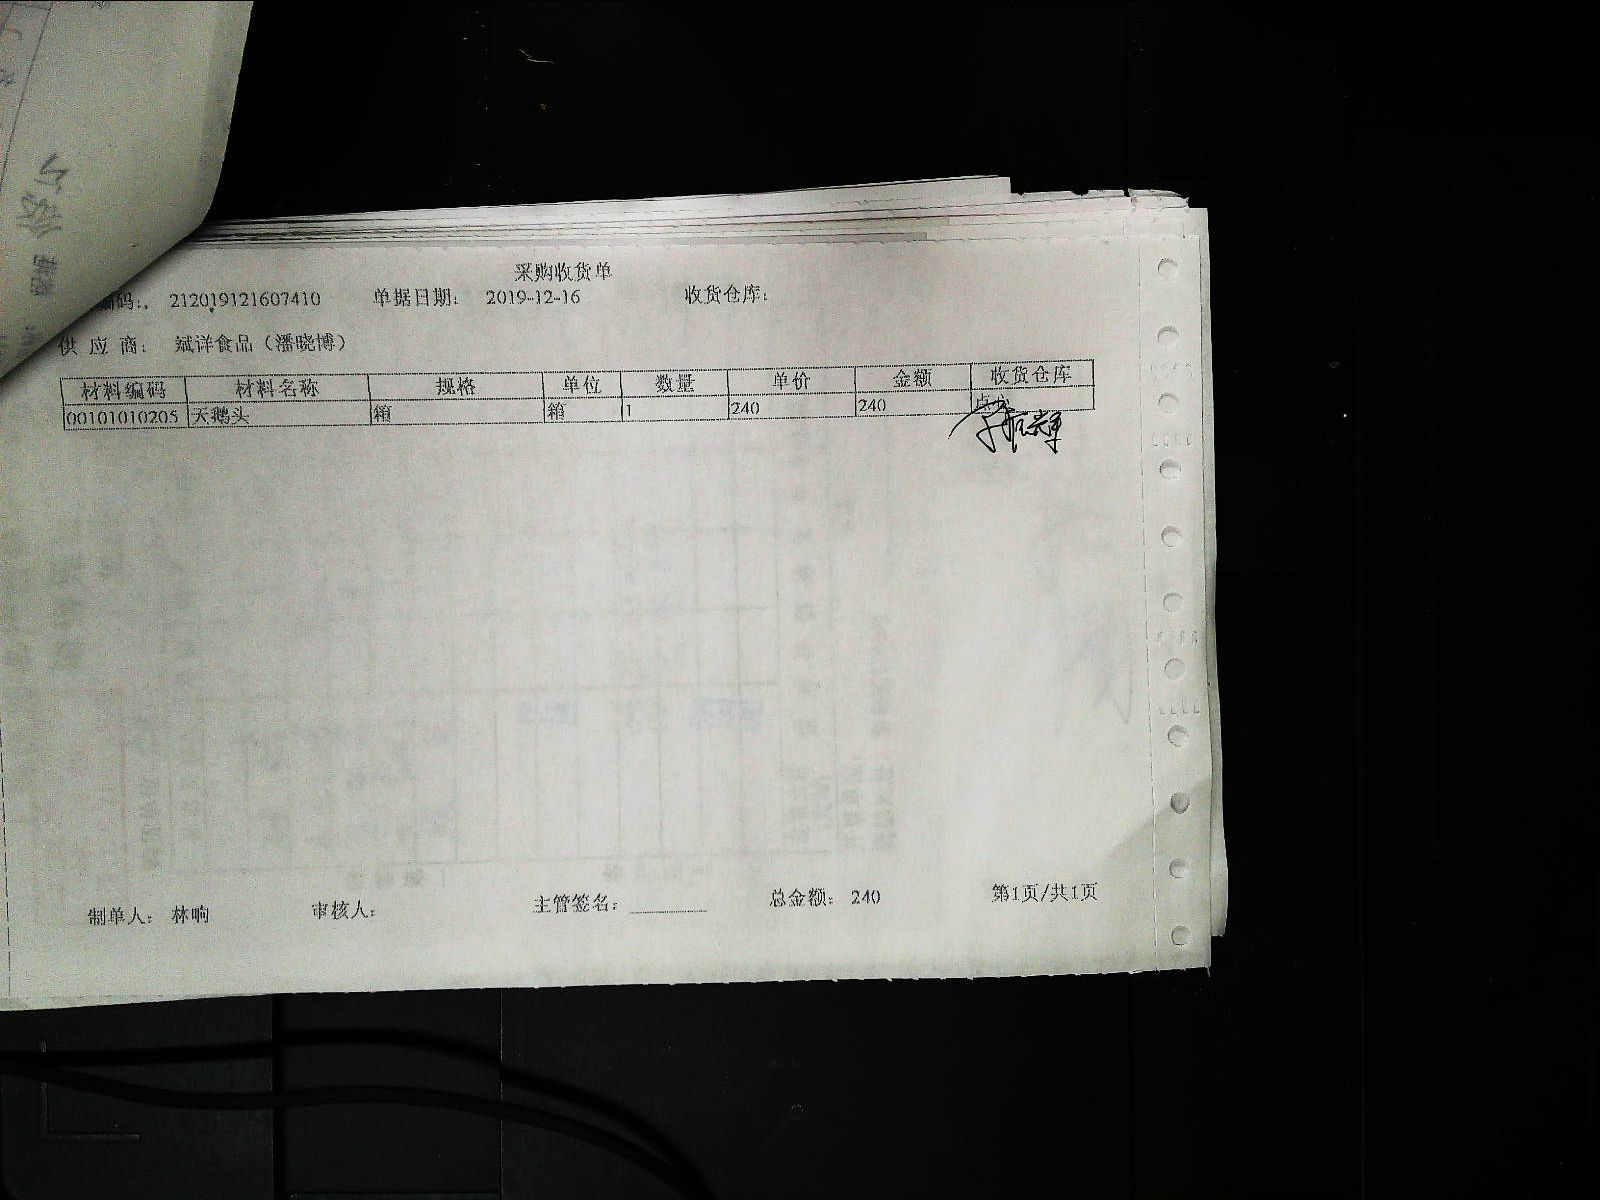 采购收货单
编码:. 212019121607410 单据日期: 2019-12-16 收货仓库:
供 应 商: 斌详食品（潘晓博）
材料编码 材料名称 规格 单位 数量 单价 金额 收货仓库
00101010205 天鹅头 箱 箱 1 240 240
制单人: 林响 审核人: 主管签名: 总金额: 240 第1页/共1页